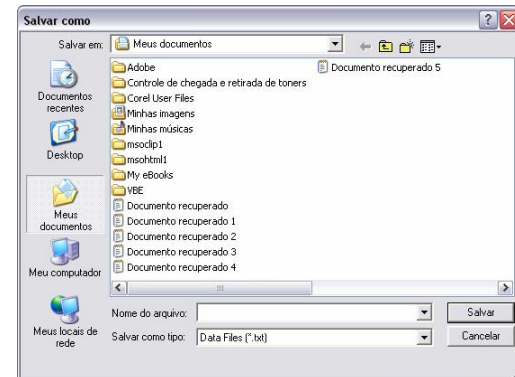 Salvar como
Salvar em:
Meus documentos
Documentos
recentes
Desktop
Meus
documentos
Meu computador
Meus locais de
rede
Adobe
Controle de chegada e retirada de toners
Corel User Files
Minhas imagens
Minhas músicas
msoclip1
msohtml1
My eBooks
VBE
Documento recuperado
Documento recuperado 1
Documento recuperado 2
Documento recuperado 3
Documento recuperado 4
Documento recuperado 5
Nome do arquivo:
Salvar
Salvar como tipo:
Data Files (*.txt)
Cancelar